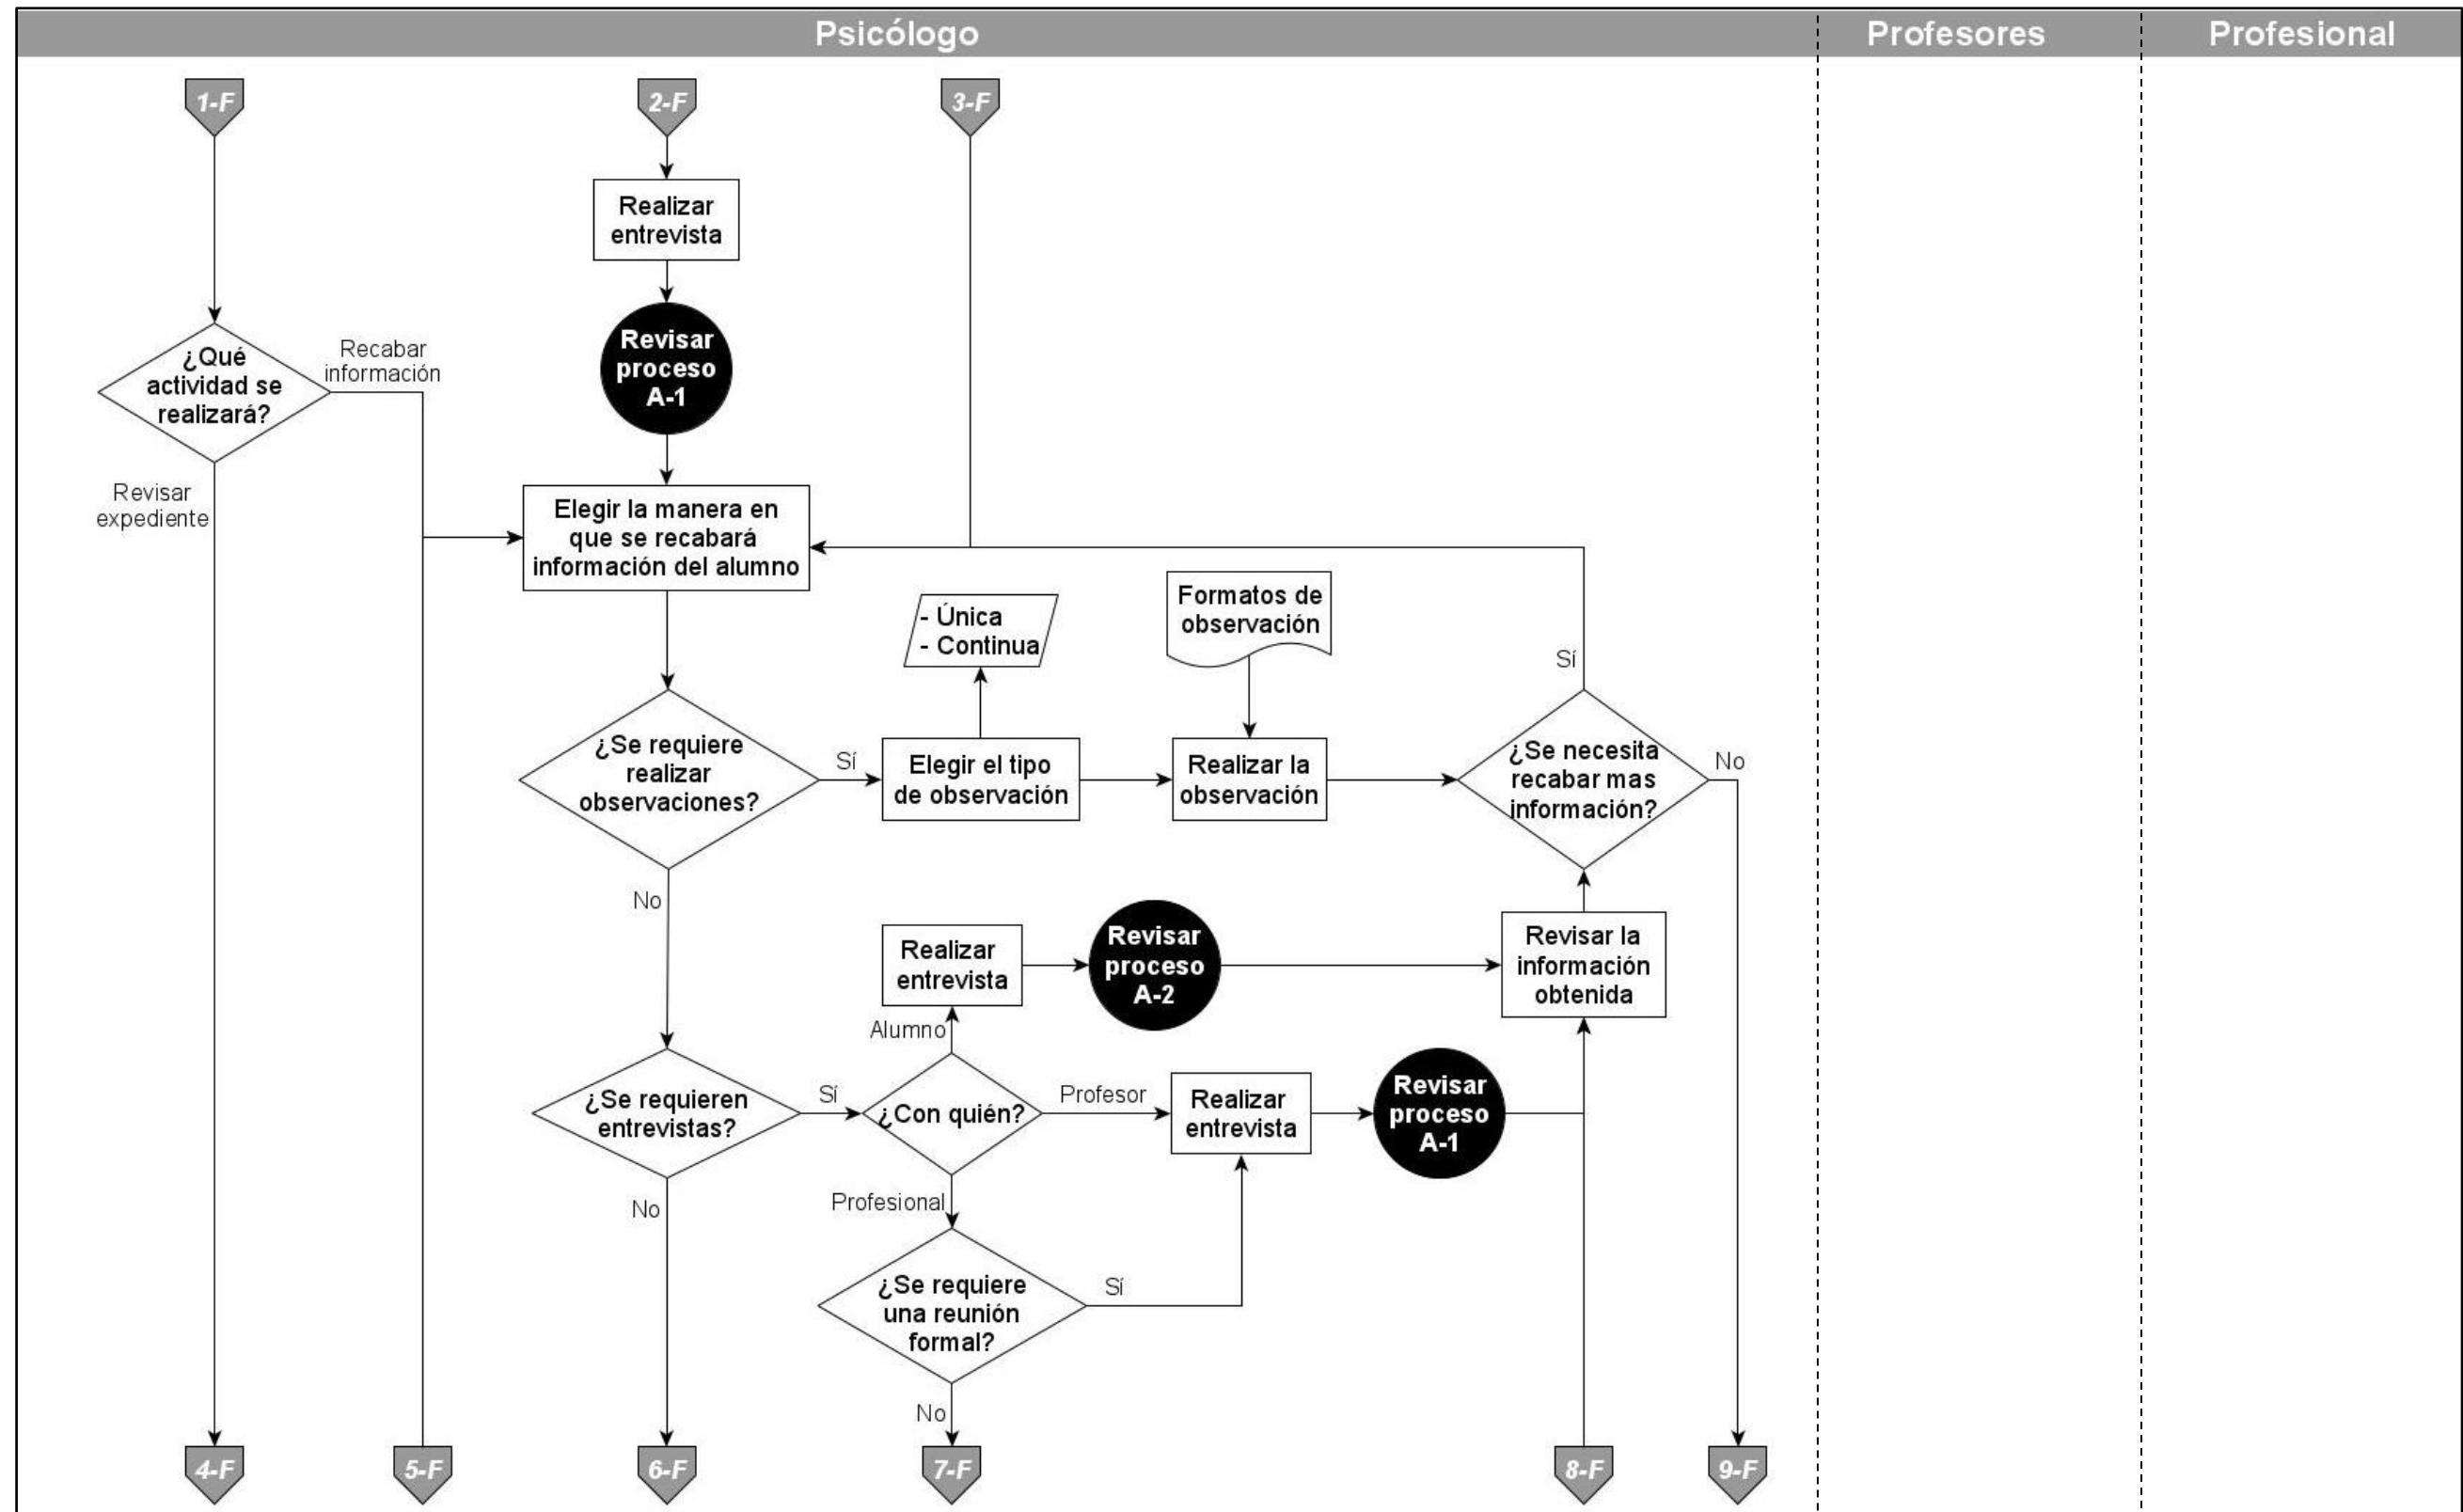 Psicólogo
Profesores
Profesional
1-F
2-F
3-F
Realizar
entrevista
Revisar
proceso
A-1
¿Qué
actividad se
realizará?
Recabar
información
Revisar
expediente
Elegir la manera en
que se recabará
información del alumno
- Única
- Continua
Formatos de
observación
Sí
¿Se requiere
realizar
observaciones?
Sí
Elegir el tipo
de observación
Realizar la
observación
¿Se necesita
recabar mas
información?
No
No
Realizar
entrevista
Revisar
proceso
A-2
Revisar la
información
obtenida
Alumno
¿Se requieren
entrevistas?
Sí
¿Con quién?
Profesor
Realizar
entrevista
Revisar
proceso
A-1
No
Profesional
¿Se requiere
una reunión
formal?
Sí
No
4-F
5-F
6-F
7-F
8-F
9-F